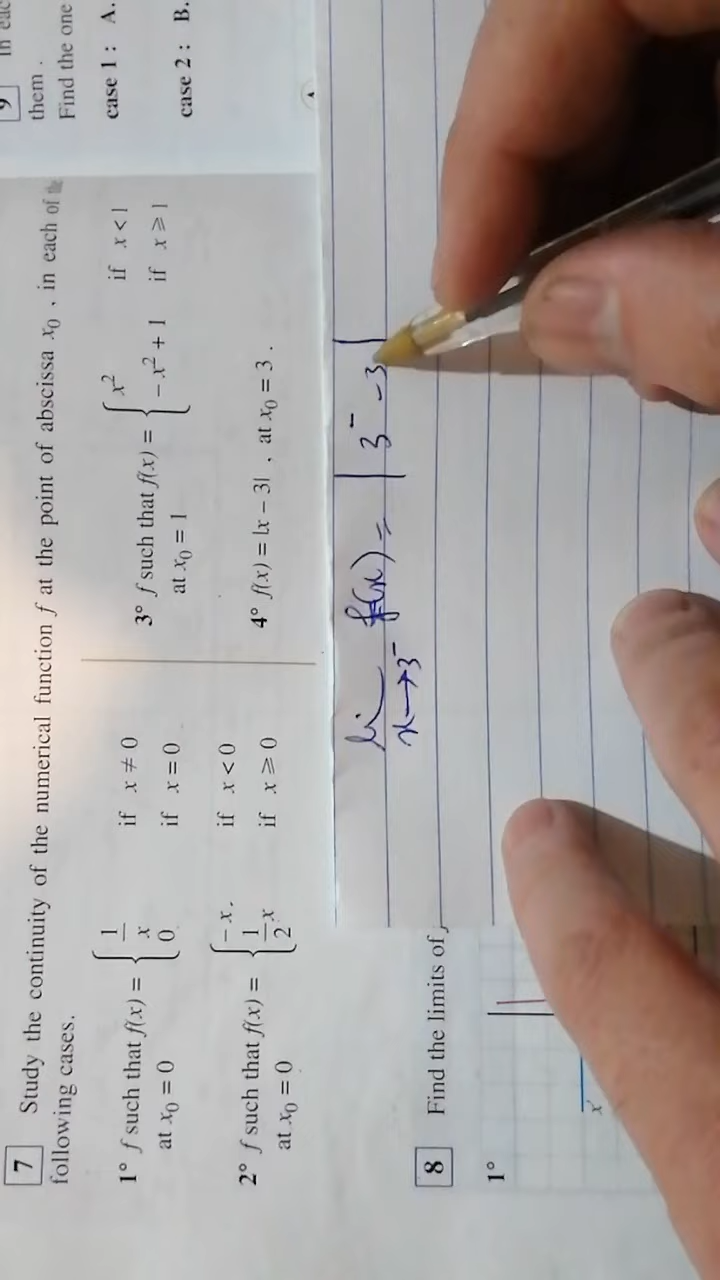 7 Study the continuity of the numerical function f at the point of abscissa x₀ , in each of
following cases.
1° f such that f(x) = { 1/x if x ≠ 0
0 if x = 0
at x₀ = 0
2° f such that f(x) = { -x. if x < 0
1/2 x if x ⩾ 0
at x₀ = 0
3° f such that f(x) = { x² if x < 1
- x² + 1 if x ⩾ 1
at x₀ = 1
4° f(x) = |x – 3| , at x₀ = 3 .
lim f(x) = | 3⁻ - 3 |
x→3⁻
8 Find the limits of
1°
x'
9 In
them .
Find the one
case 1 : A.
case 2 : B.